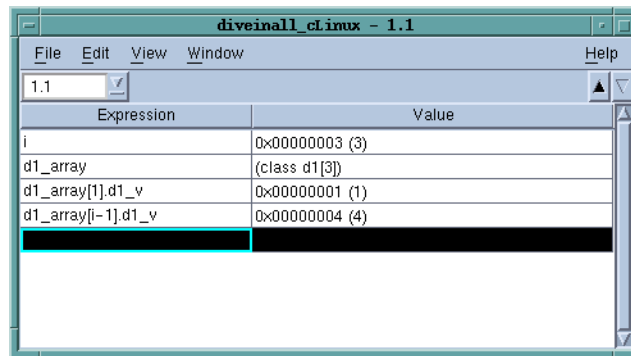 diveinall_cLinux - 1.1
File Edit View Window Help
1.1
Expression Value
i 0x00000003 (3)
d1_array (class d1[3])
d1_array[1].d1_v 0x00000001 (1)
d1_array[i-1].d1_v 0x00000004 (4)